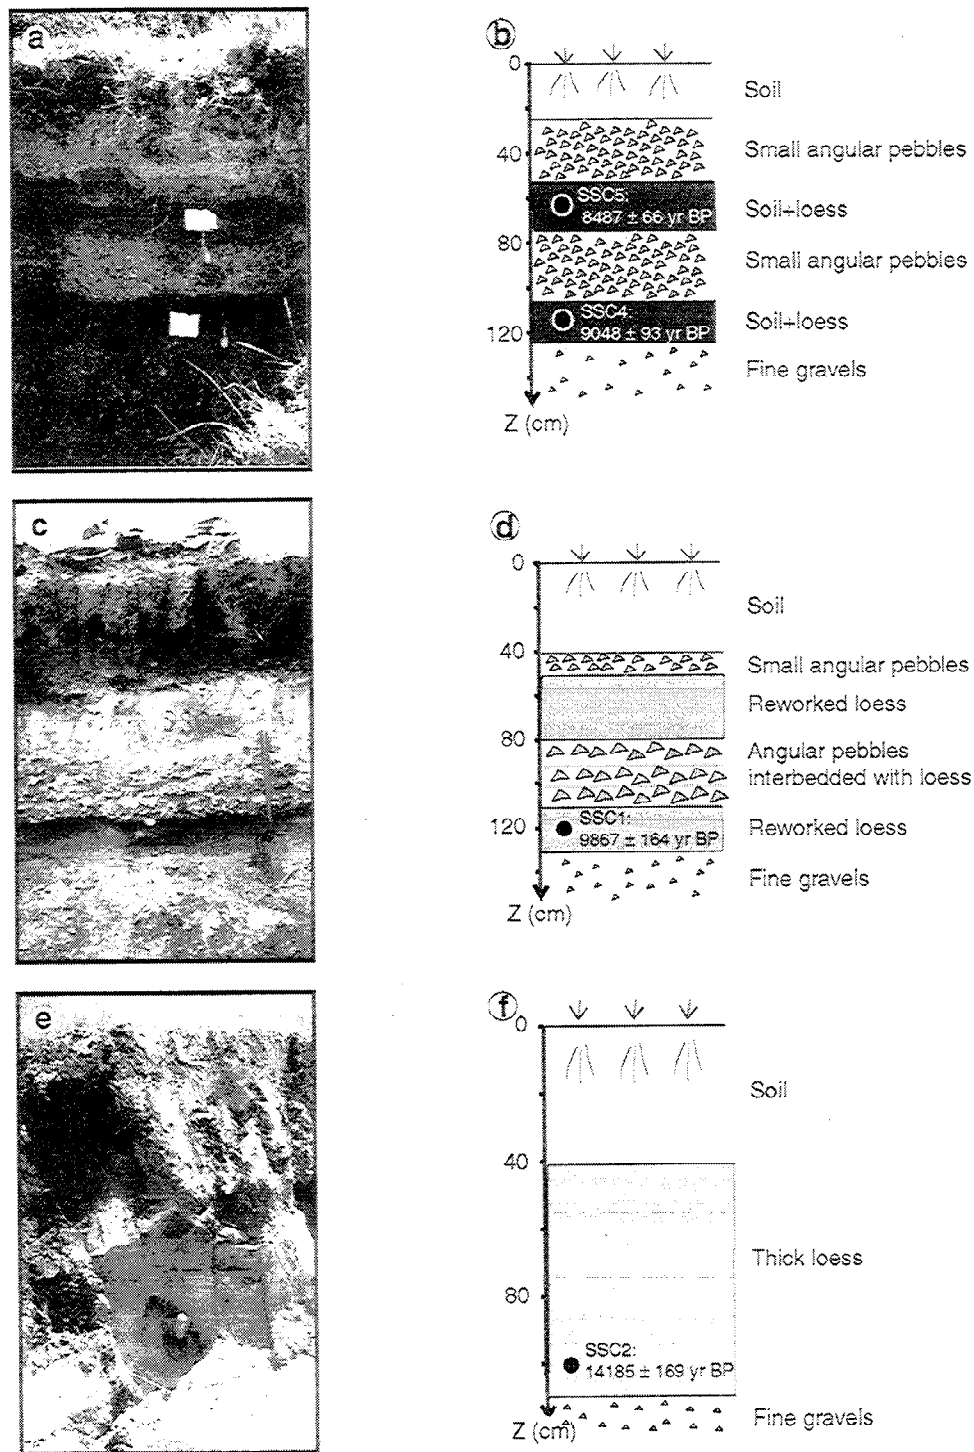 a
b
0
Soil
40
Small angular pebbles
SSC5:
8487 ± 66 yr BP
Soil+loess
80
Small angular pebbles
SSC4:
9048 ± 93 yr BP
Soil+loess
120
Fine gravels
Z (cm)
c
d
0
Soil
40
Small angular pebbles
Reworked loess
80
Angular pebbles
interbedded with loess
SSC1:
9867 ± 164 yr BP
120
Reworked loess
Fine gravels
Z (cm)
e
f
0
Soil
40
Thick loess
80
SSC2:
14185 ± 169 yr BP
Fine gravels
Z (cm)